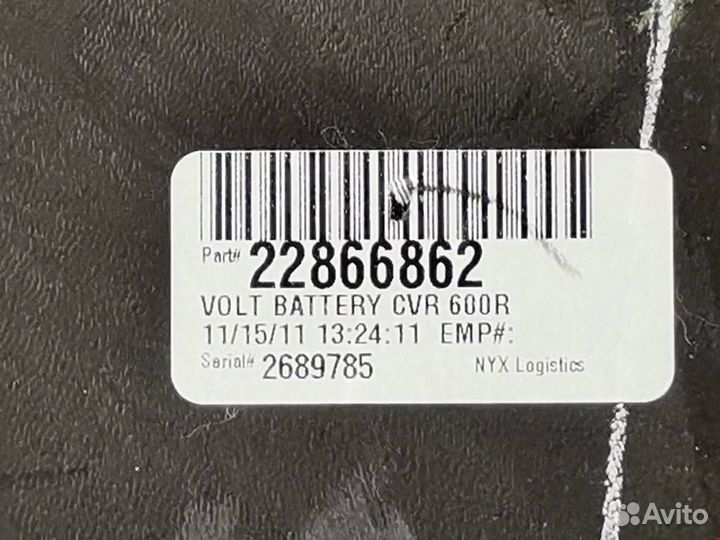 Part# 22866862
VOLT BATTERY CVR 600R
11/15/11 13:24:11 EMP#:
Serial# 2689785 NYX Logistics
Avito